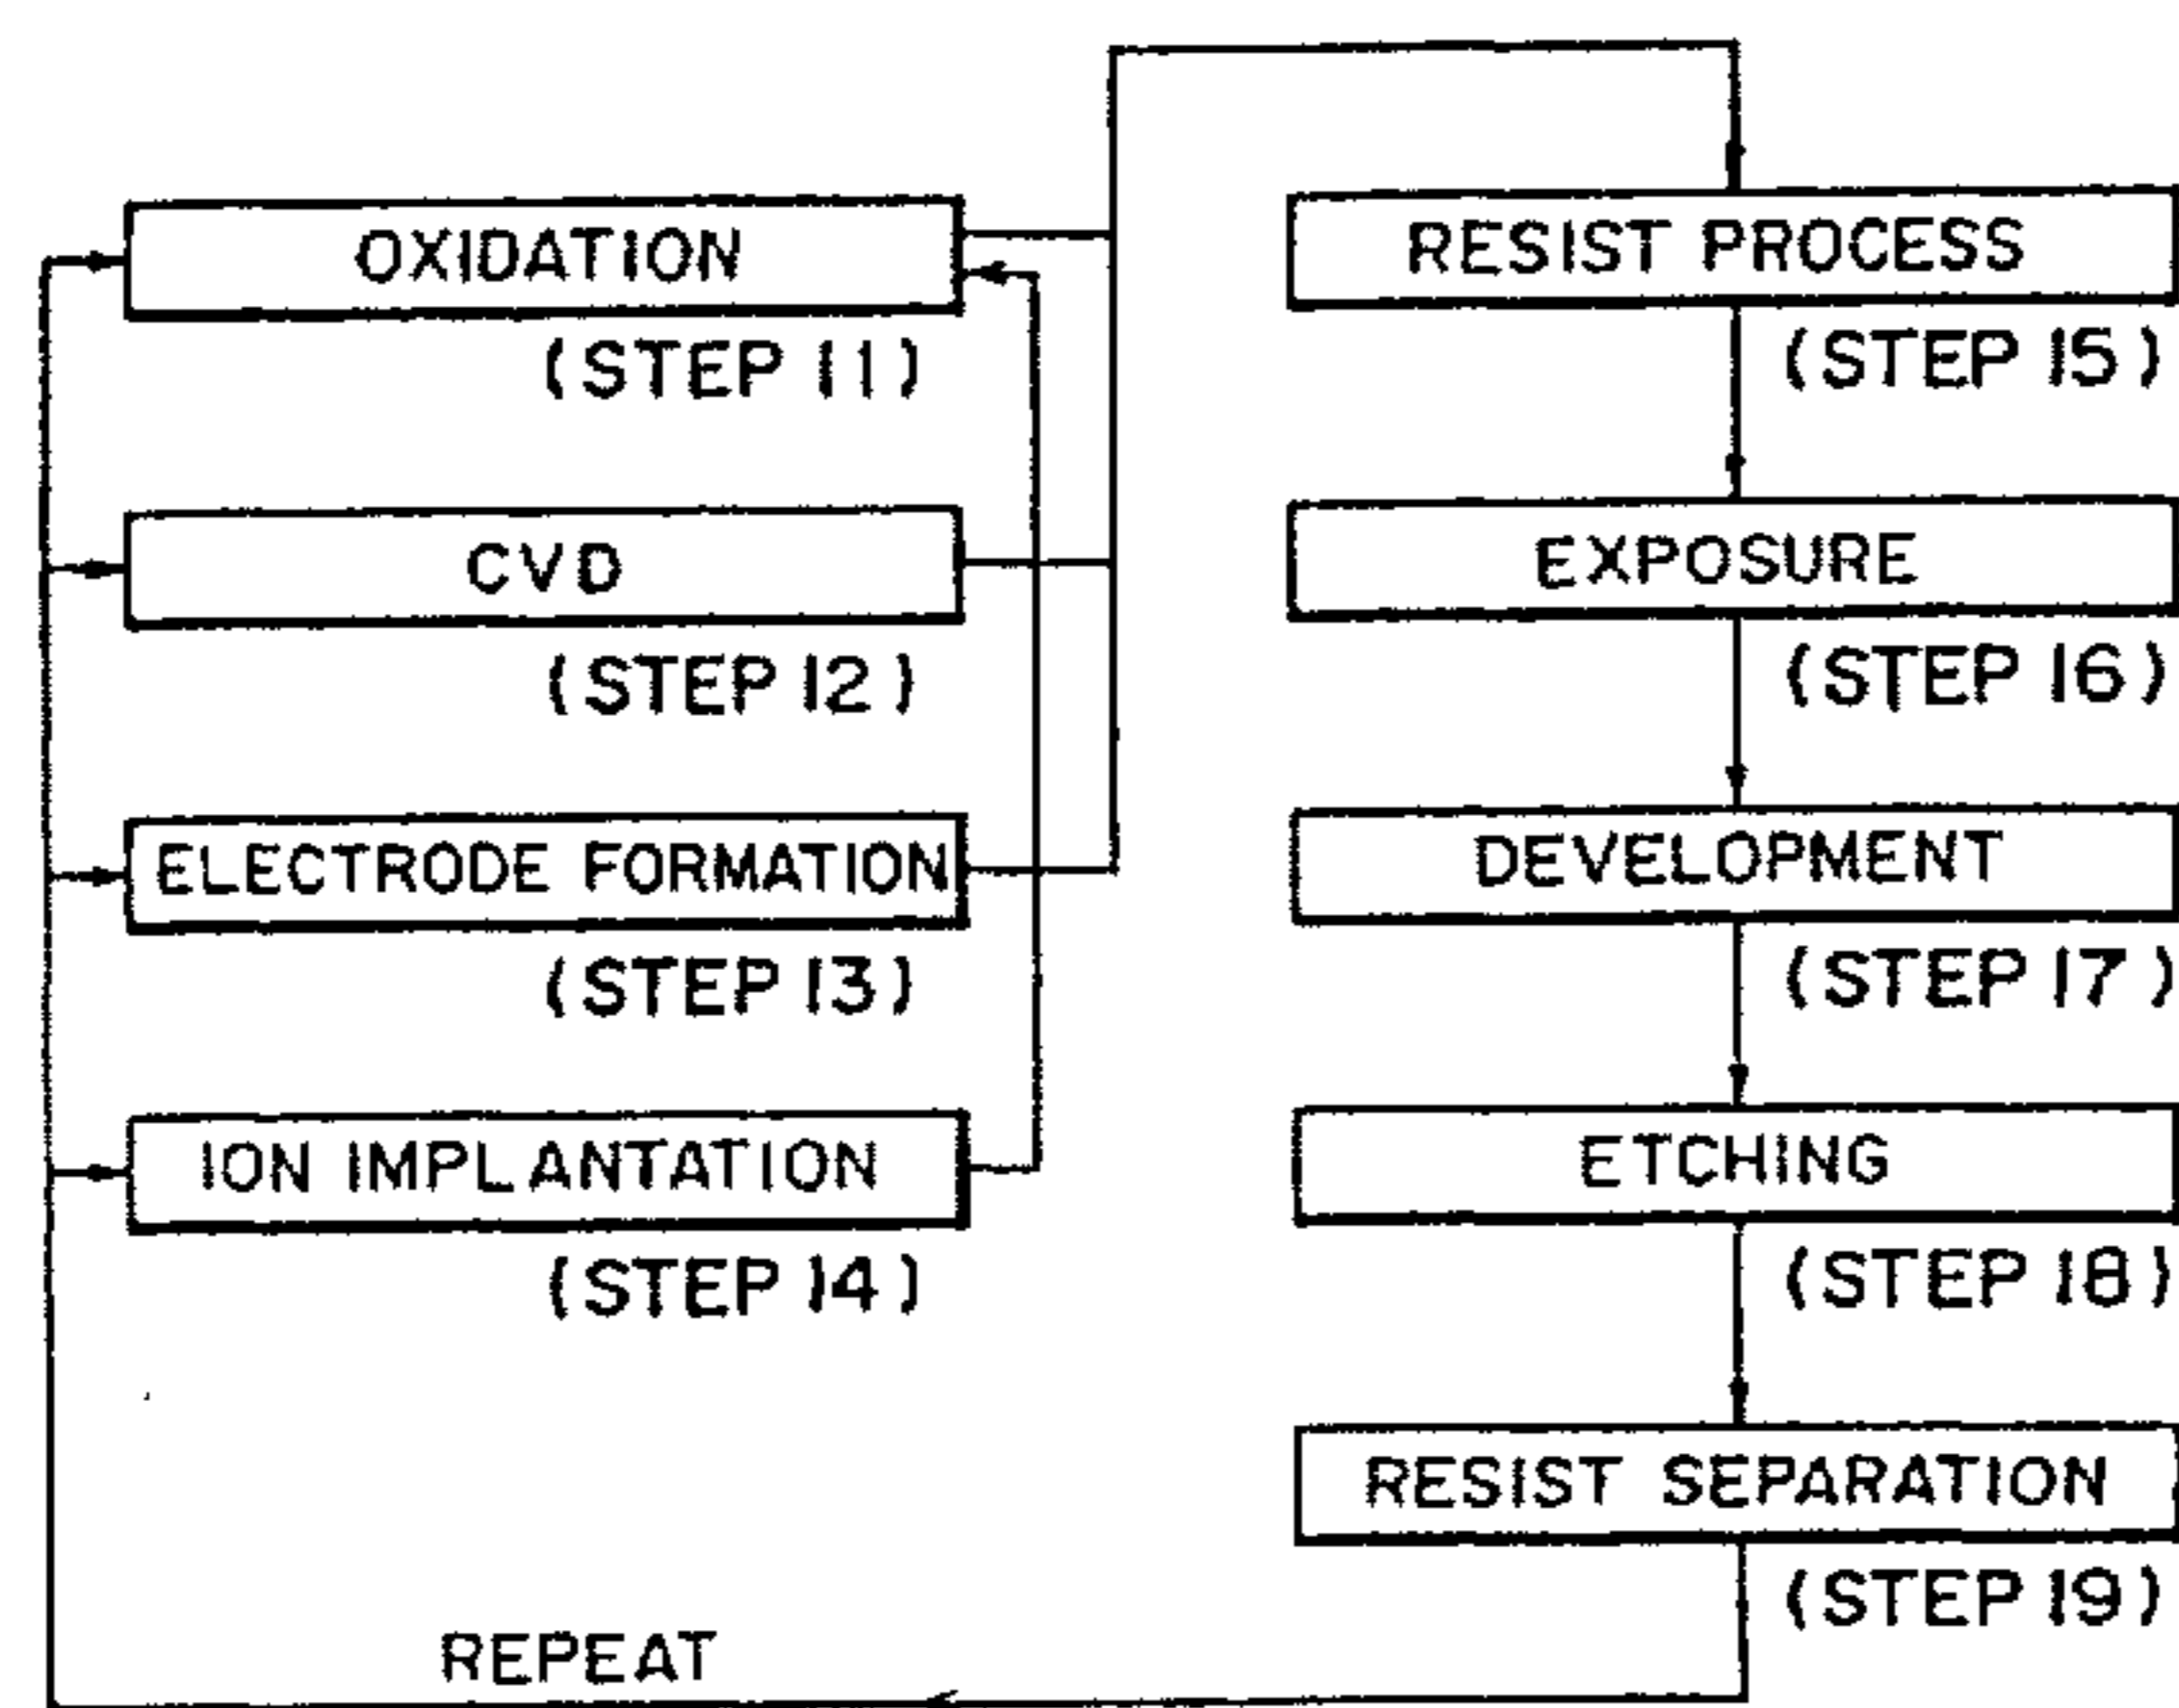 OXIDATION
(STEP 11)
CVD
(STEP 12)
ELECTRODE FORMATION
(STEP 13)
ION IMPLANTATION
(STEP 14)
RESIST PROCESS
(STEP 15)
EXPOSURE
(STEP 16)
DEVELOPMENT
(STEP 17)
ETCHING
(STEP 18)
RESIST SEPARATION
(STEP 19)
REPEAT